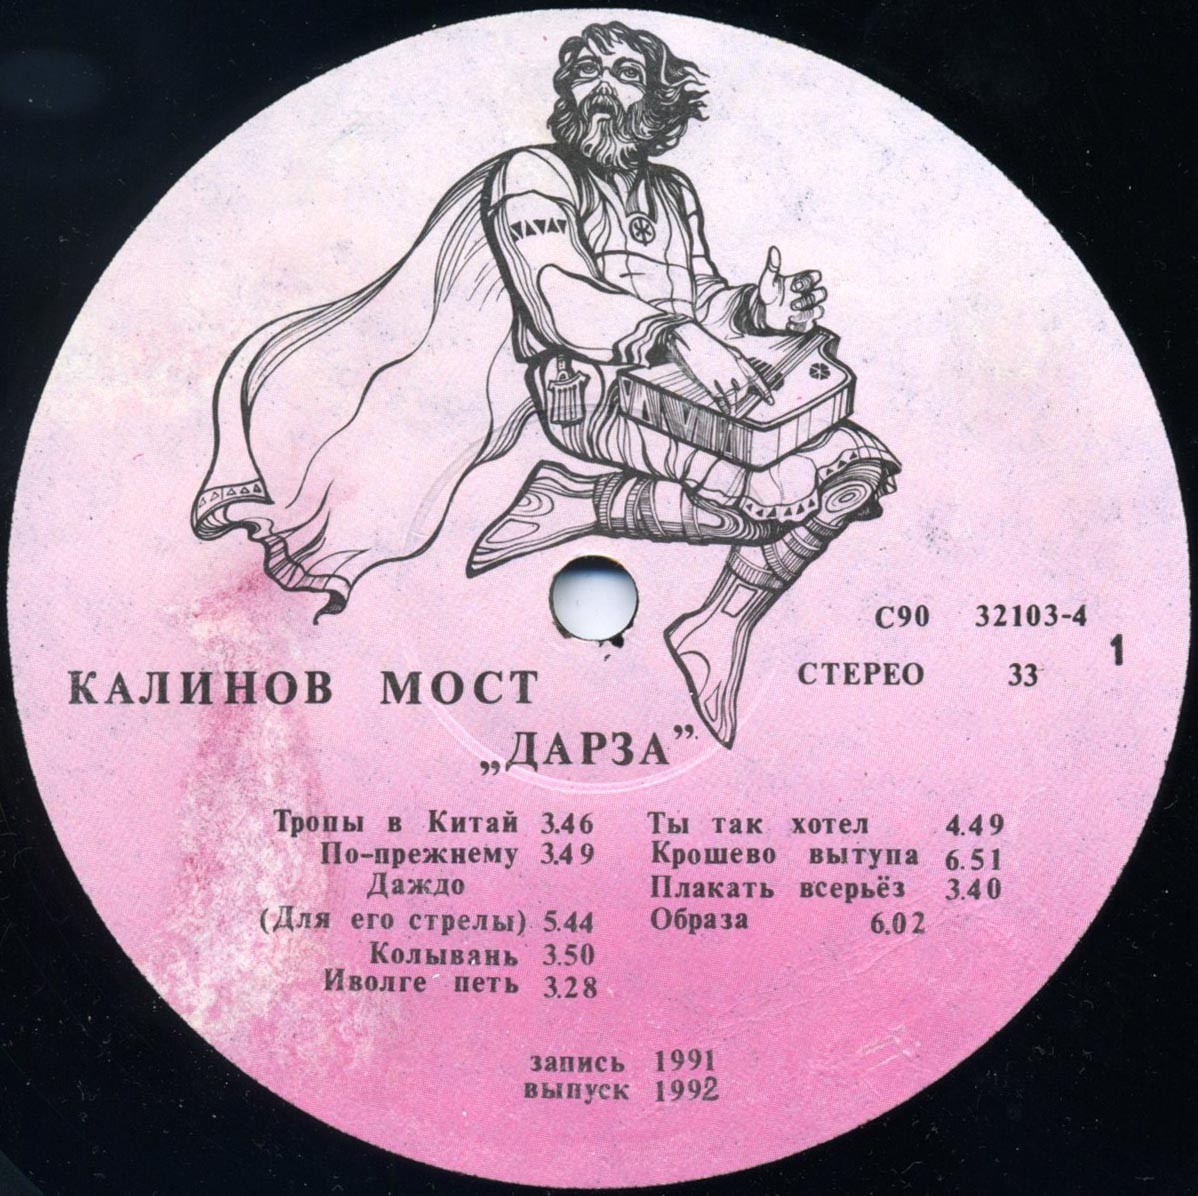 С90 32103-4
1
СТЕРЕО 33
КАЛИНОВ МОСТ
„ДАРЗА”
Тропы в Китай 3.46
По-прежнему 3.49
Даждо
(Для его стрелы) 5.44
Колывань 3.50
Иволге петь 3.28
Ты так хотел 4.49
Крошево вытупа 6.51
Плакать всерьёз 3.40
Образа 6.02
запись 1991
выпуск 1992